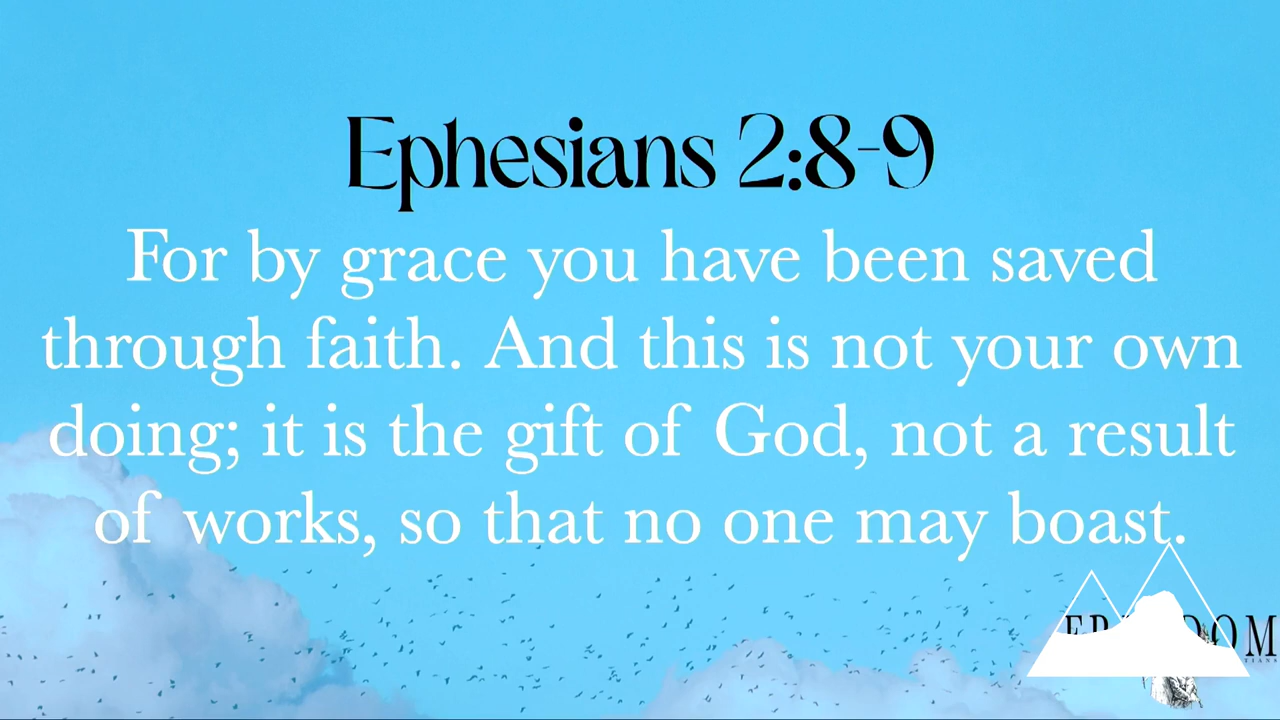 Ephesians 2:8-9
For by grace you have been saved
through faith. And this is not your own
doing; it is the gift of God, not a result
of works, so that no one may boast.